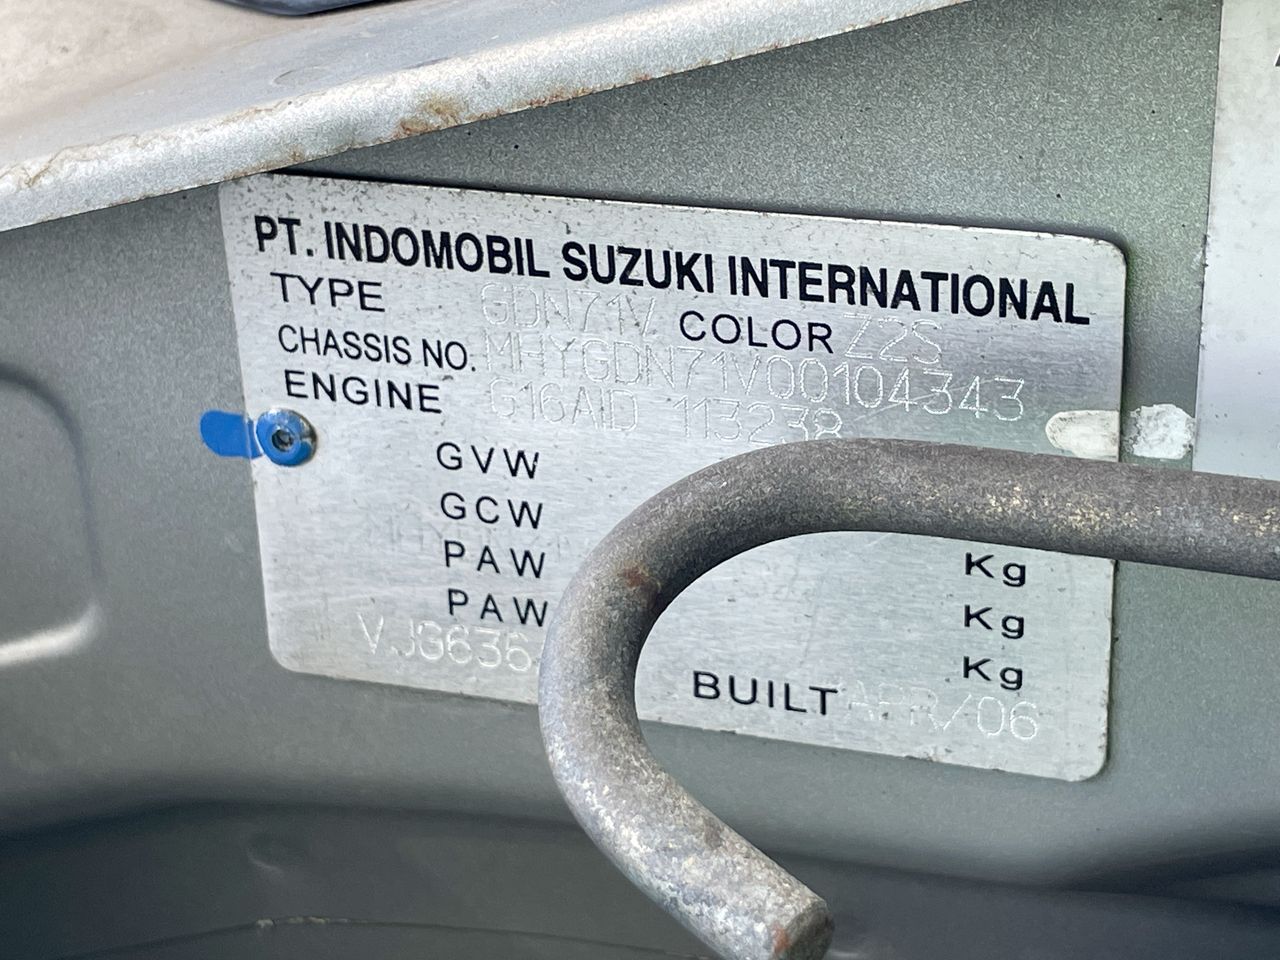 PT. INDOMOBIL SUZUKI INTERNATIONAL
TYPE GDN71V COLOR Z2S
CHASSIS NO. MHYGDN71V00104343
ENGINE G16AID 113238
GVW
GCW
PAW Kg
PAW Kg
Kg
VJG636
BUILT APR/06